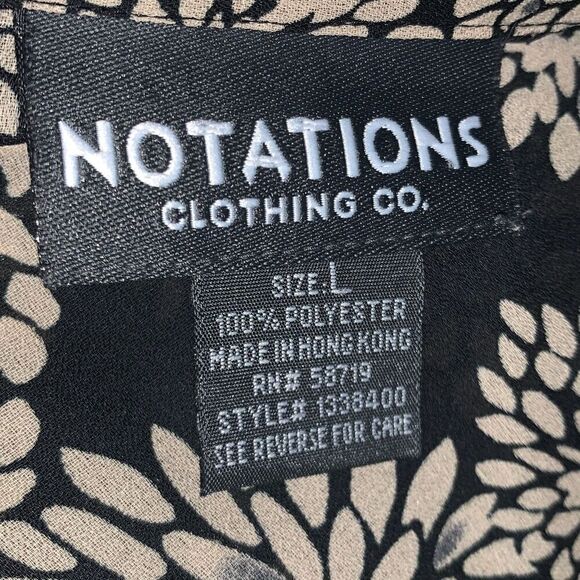 NOTATIONS
CLOTHING CO.
SIZE: L
100% POLYESTER
MADE IN HONG KONG
RN# 58719
STYLE# 1338400
SEE REVERSE FOR CARE